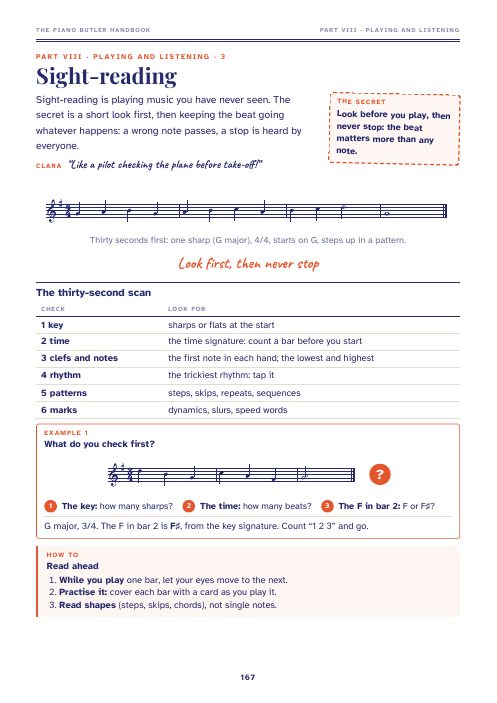 THE PIANO BUTLER HANDBOOK
PART VIII · PLAYING AND LISTENING
PART VIII · PLAYING AND LISTENING · 3
Sight-reading
Sight-reading is playing music you have never seen. The
secret is a short look first, then keeping the beat going
whatever happens: a wrong note passes, a stop is heard by
everyone.
CLARA "Like a pilot checking the plane before take-off!"
THE SECRET
Look before you play, then
never stop: the beat
matters more than any
note.
Thirty seconds first: one sharp (G major), 4/4, starts on G, steps up in a pattern.
Look first, then never stop
The thirty-second scan
CHECK LOOK FOR
1 key sharps or flats at the start
2 time the time signature: count a bar before you start
3 clefs and notes the first note in each hand; the lowest and highest
4 rhythm the trickiest rhythm: tap it
5 patterns steps, skips, repeats, sequences
6 marks dynamics, slurs, speed words
EXAMPLE 1
What do you check first?
?
1 The key: how many sharps? 2 The time: how many beats? 3 The F in bar 2: F or F♯?
G major, 3/4. The F in bar 2 is F♯, from the key signature. Count “1 2 3” and go.
HOW TO
Read ahead
1. While you play one bar, let your eyes move to the next.
2. Practise it: cover each bar with a card as you play it.
3. Read shapes (steps, skips, chords), not single notes.
167